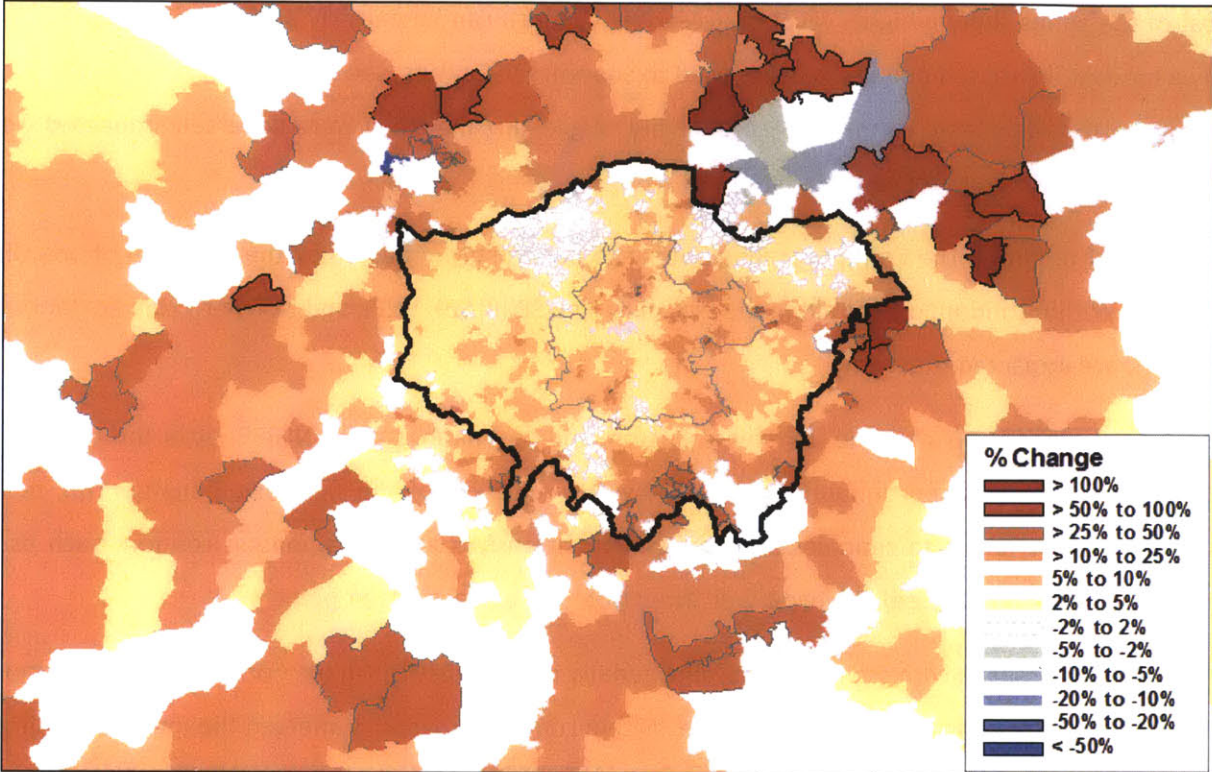 % Change
> 100%
> 50% to 100%
> 25% to 50%
> 10% to 25%
5% to 10%
2% to 5%
-2% to 2%
-5% to -2%
-10% to -5%
-20% to -10%
-50% to -20%
< -50%